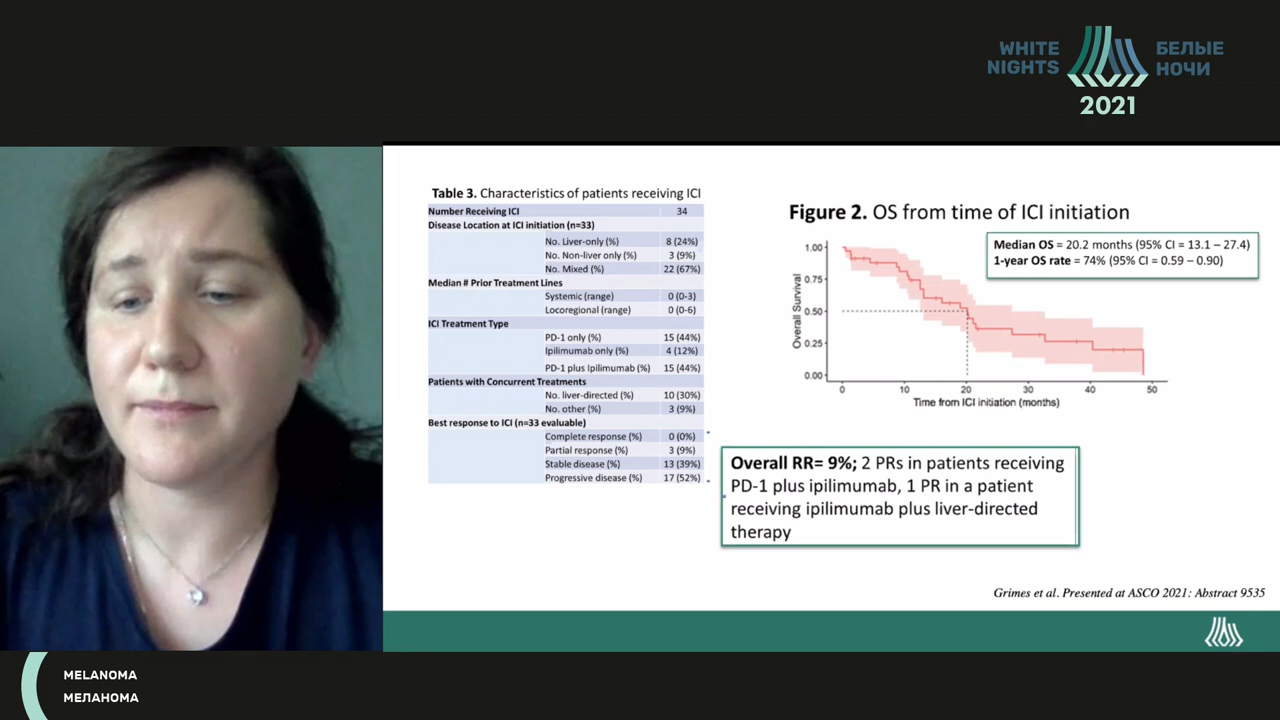 WHITE NIGHTS
БЕЛЫЕ НОЧИ
2021
Table 3. Characteristics of patients receiving ICI
Number Receiving ICI 34
Disease Location at ICI initiation (n=33)
No. Liver-only (%) 8 (24%)
No. Non-liver only (%) 3 (9%)
No. Mixed (%) 22 (67%)
Median # Prior Treatment Lines
Systemic (range) 0 (0-3)
Locoregional (range) 0 (0-6)
ICI Treatment Type
PD-1 only (%) 15 (44%)
Ipilimumab only (%) 4 (12%)
PD-1 plus Ipilimumab (%) 15 (44%)
Patients with Concurrent Treatments
No. liver-directed (%) 10 (30%)
No. other (%) 3 (9%)
Best response to ICI (n=33 evaluable)
Complete response (%) 0 (0%)
Partial response (%) 3 (9%)
Stable disease (%) 13 (39%)
Progressive disease (%) 17 (52%)
Figure 2. OS from time of ICI initiation
Median OS = 20.2 months (95% CI = 13.1 – 27.4)
1-year OS rate = 74% (95% CI = 0.59 – 0.90)
Overall Survival
1.00
0.75
0.50
0.25
0.00
0 10 20 30 40 50
Time from ICI initiation (months)
Overall RR= 9%; 2 PRs in patients receiving
PD-1 plus ipilimumab, 1 PR in a patient
receiving ipilimumab plus liver-directed
therapy
Grimes et al. Presented at ASCO 2021: Abstract 9535
MELANOMA
МЕЛАНОМА